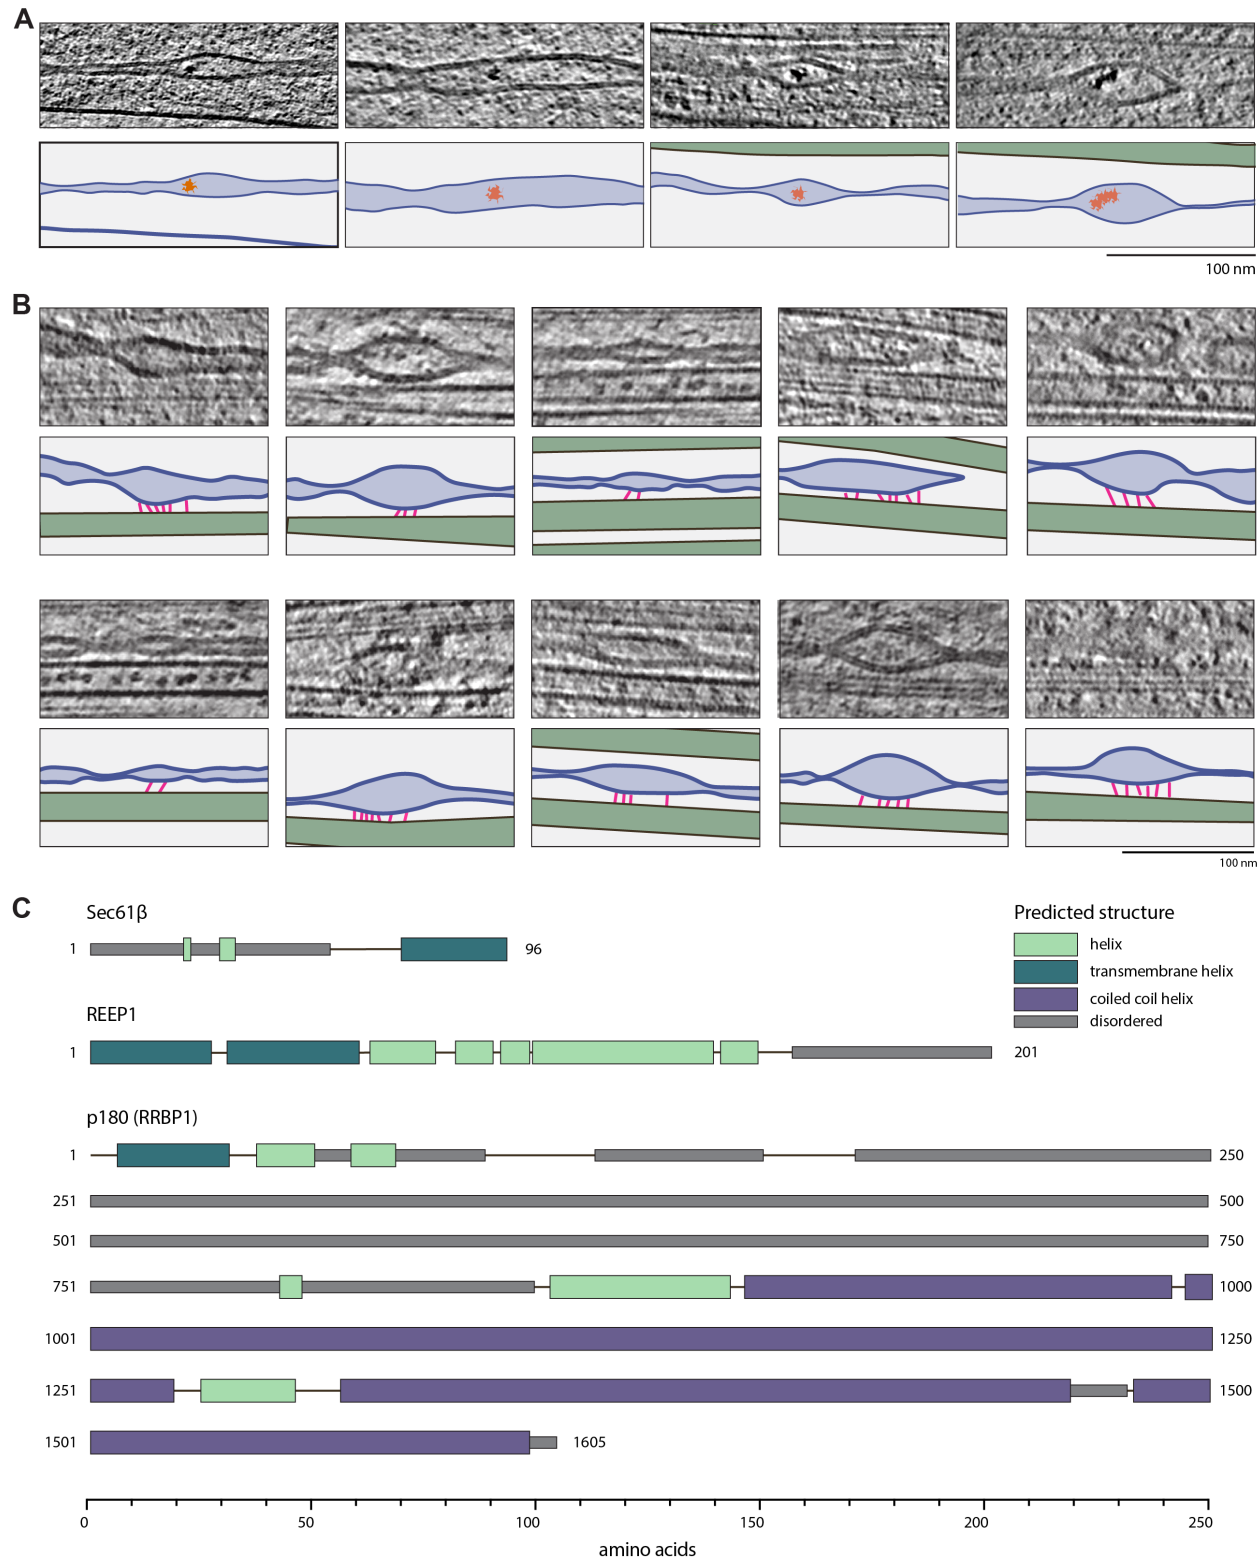 A
100 nm
B
100 nm
C
Sec61β
1
96
Predicted structure
helix
transmembrane helix
coiled coil helix
disordered
REEP1
1
201
p180 (RRBP1)
1
250
251
500
501
750
751
1000
1001
1250
1251
1500
1501
1605
0
50
100
150
200
250
amino acids